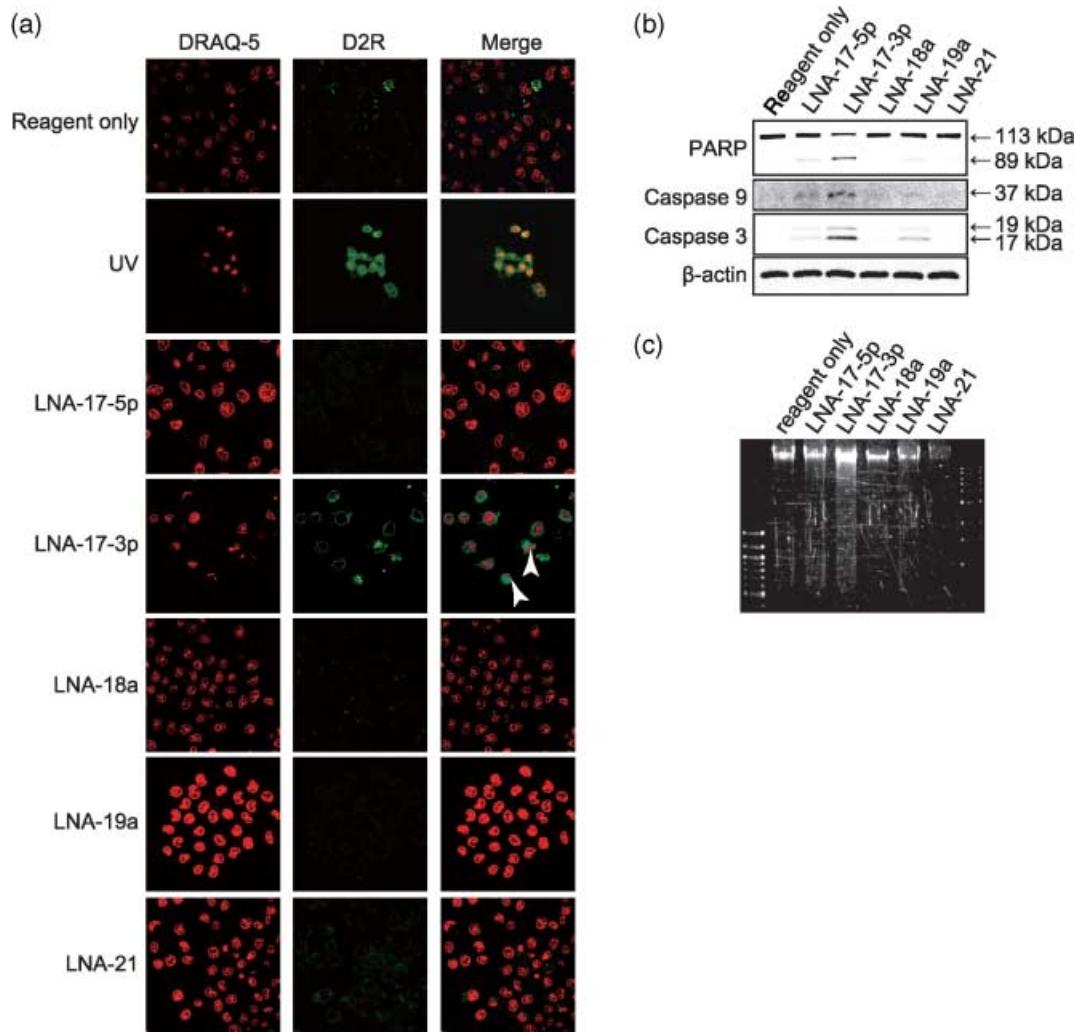 (a)
DRAQ-5 D2R Merge
Reagent only
UV
LNA-17-5p
LNA-17-3p
LNA-18a
LNA-19a
LNA-21
(b)
Reagent only
LNA-17-5p
LNA-17-3p
LNA-18a
LNA-19a
LNA-21
PARP
← 113 kDa
← 89 kDa
Caspase 9
← 37 kDa
Caspase 3
← 19 kDa
← 17 kDa
β-actin
(c)
reagent only
LNA-17-5p
LNA-17-3p
LNA-18a
LNA-19a
LNA-21